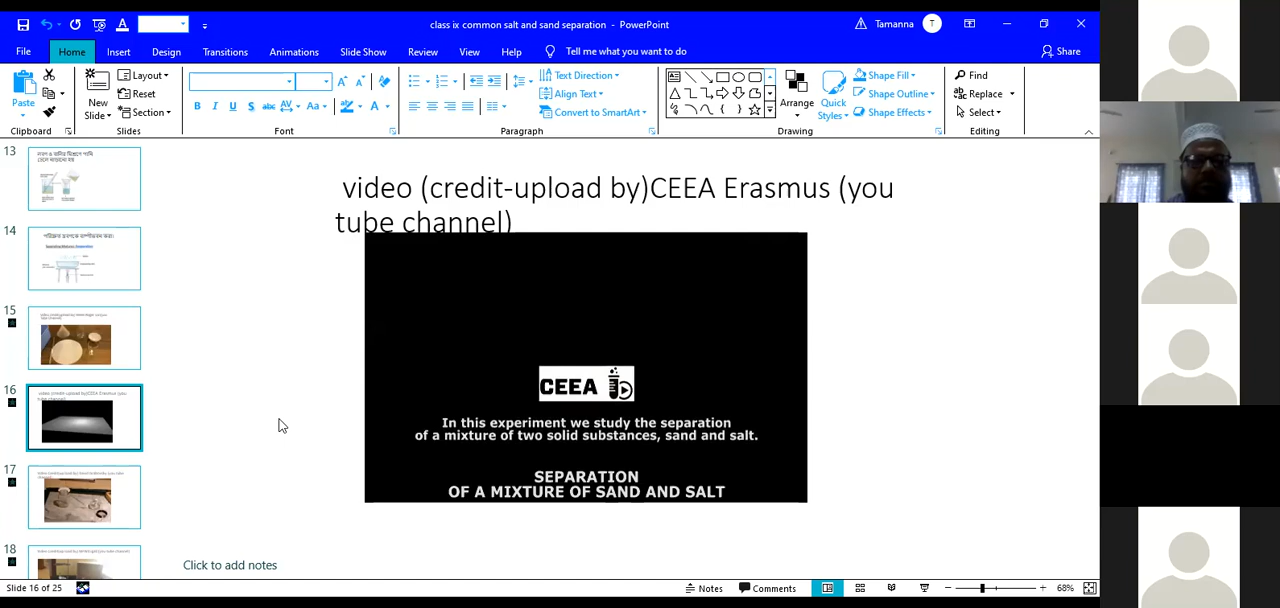 class ix common salt and sand separation - PowerPoint
Tamanna
T
File
Home
Insert
Design
Transitions
Animations
Slide Show
Review
View
Help
Tell me what you want to do
Share
Paste
Clipboard
New
Slide
Layout
Reset
Section
Slides
B
I
U
S
abc
AV
Aa
A
Font
Text Direction
Align Text
Convert to SmartArt
Paragraph
Arrange
Quick
Styles
Shape Fill
Shape Outline
Shape Effects
Drawing
Find
Replace
Select
Editing
13
14
15
16
17
18
video (credit-upload by)CEEA Erasmus (you
tube channel)
CEEA
In this experiment we study the separation
of a mixture of two solid substances, sand and salt.
SEPARATION
OF A MIXTURE OF SAND AND SALT
Click to add notes
Slide 16 of 25
Notes
Comments
68%